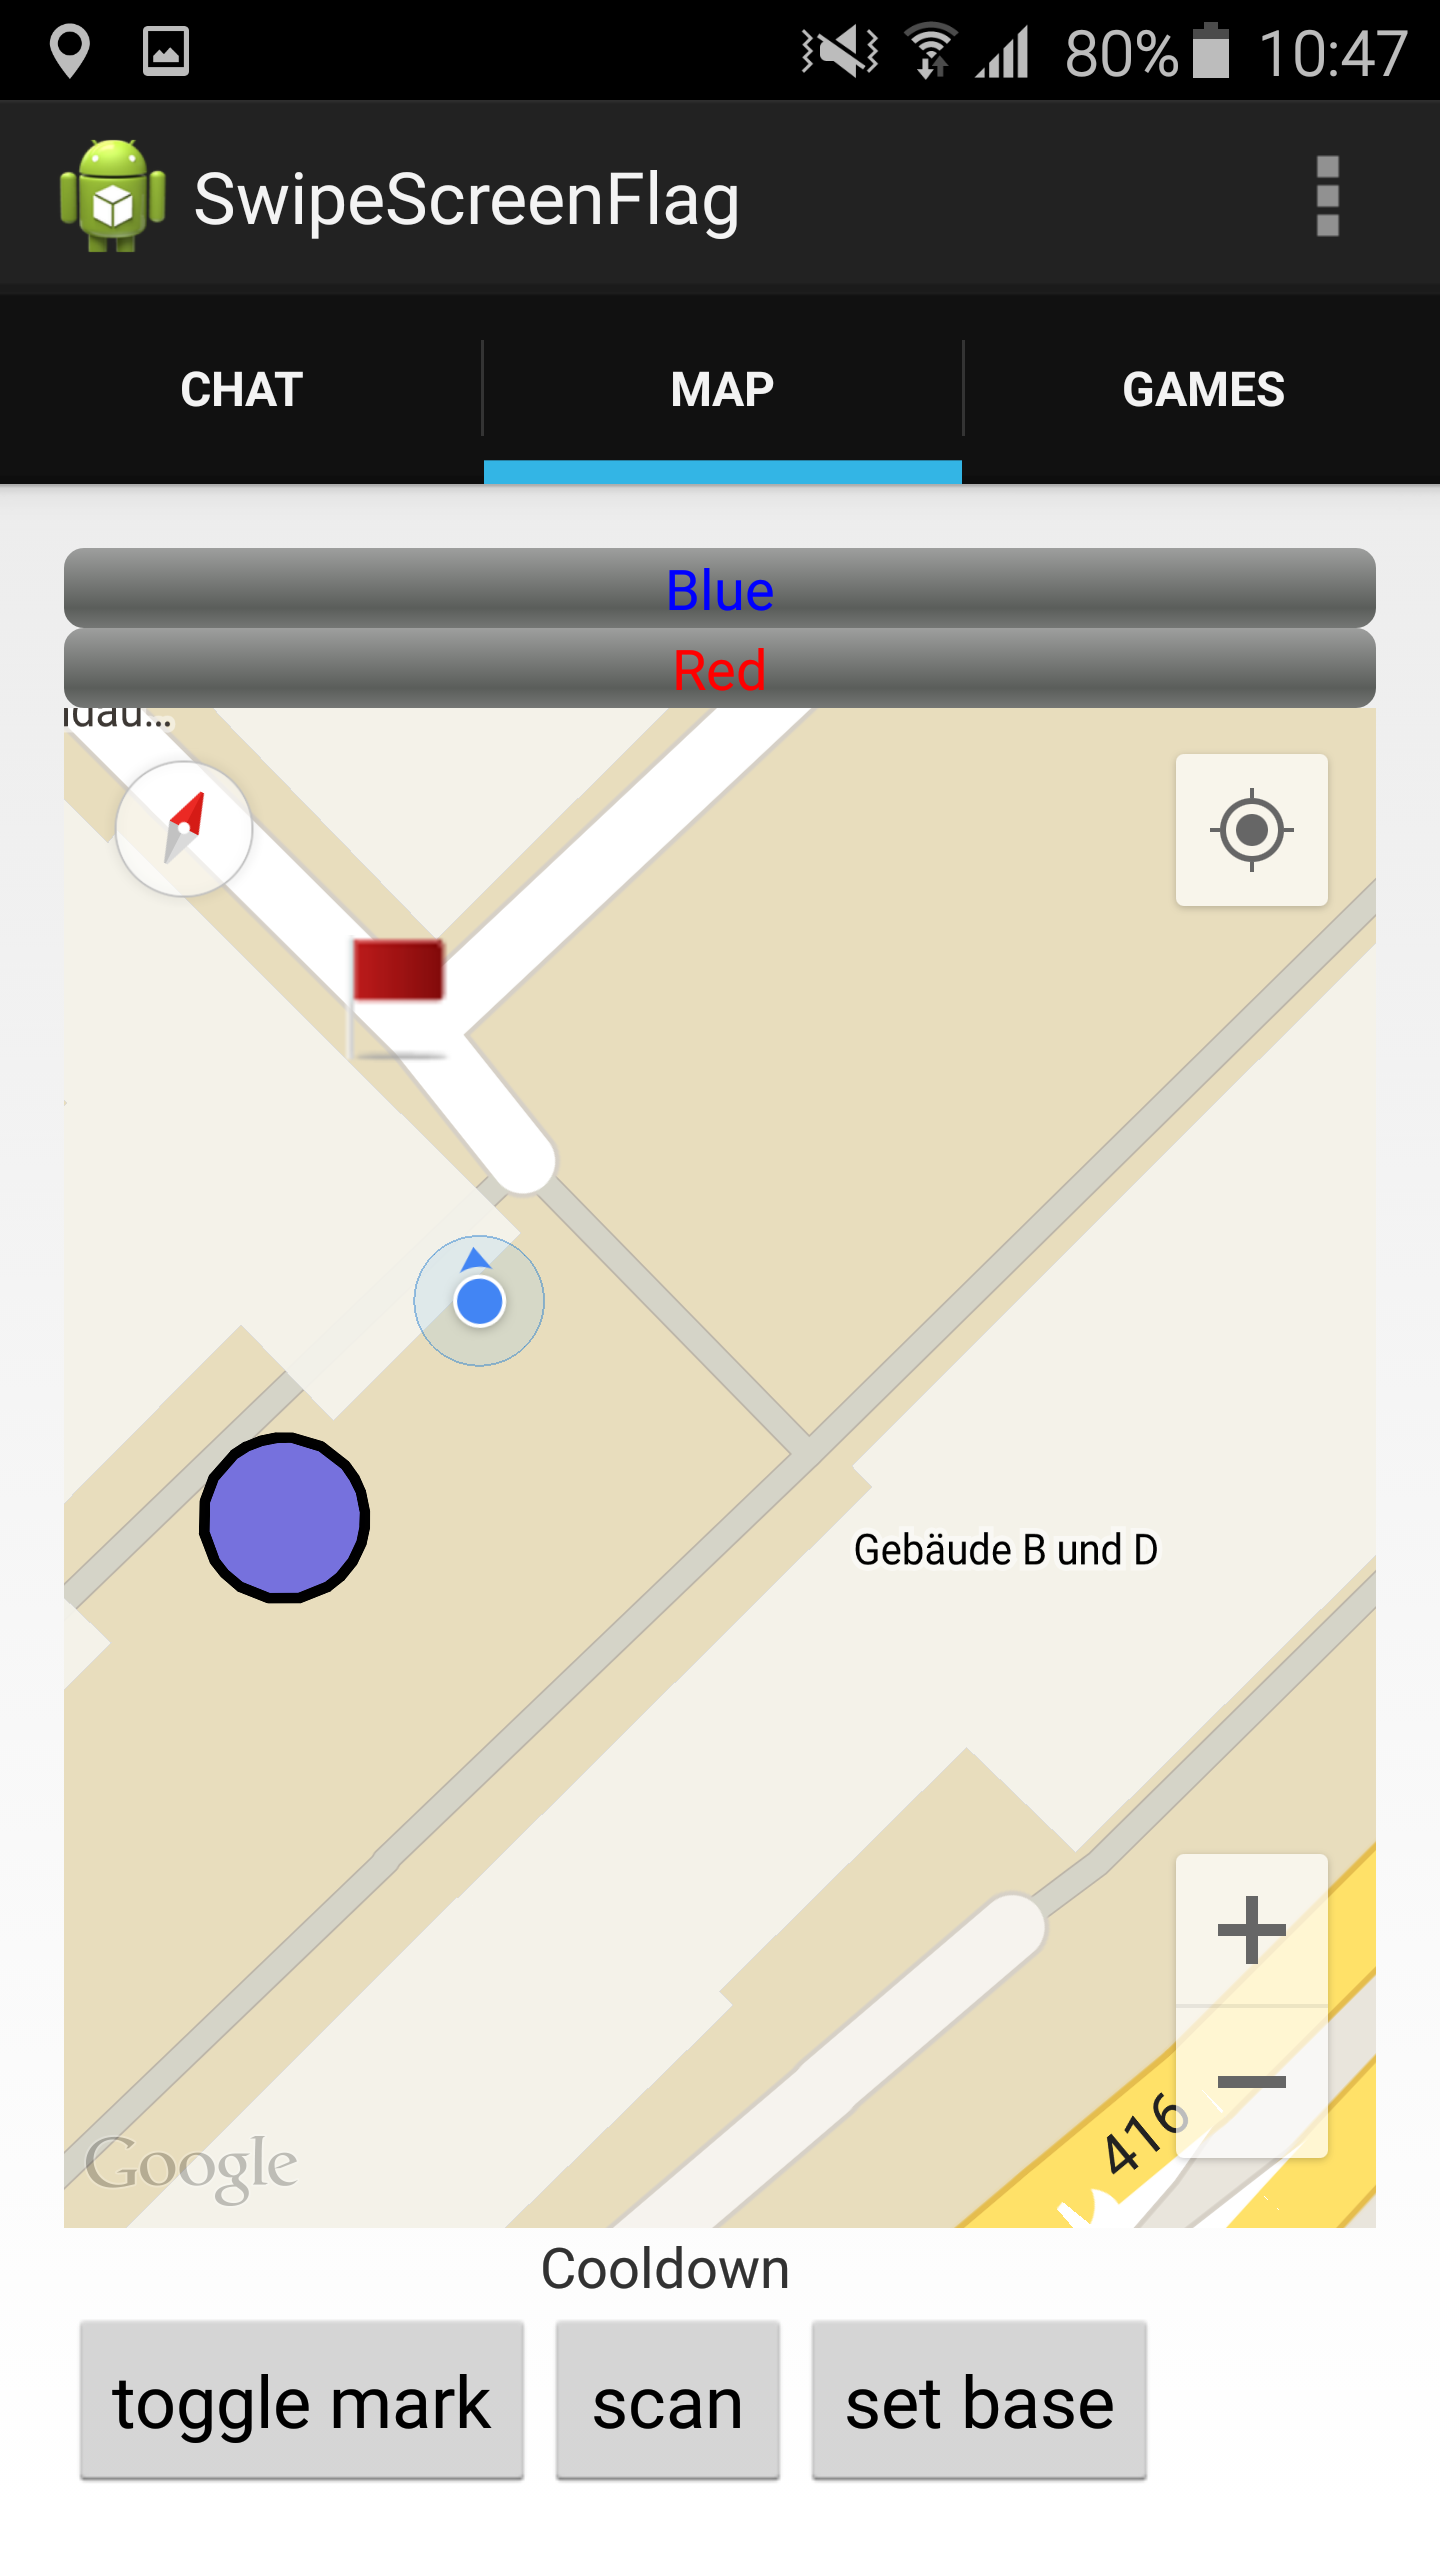 80% 10:47
SwipeScreenFlag
CHAT MAP GAMES
Blue
Red
Gebäude B und D
416
Google
Cooldown
toggle mark scan set base